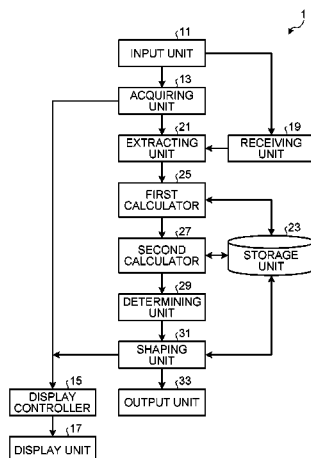 1
11
INPUT UNIT
13
ACQUIRING
UNIT
21
EXTRACTING
UNIT
19
RECEIVING
UNIT
25
FIRST
CALCULATOR
27
SECOND
CALCULATOR
23
STORAGE
UNIT
29
DETERMINING
UNIT
31
SHAPING
UNIT
15
DISPLAY
CONTROLLER
33
OUTPUT UNIT
17
DISPLAY UNIT